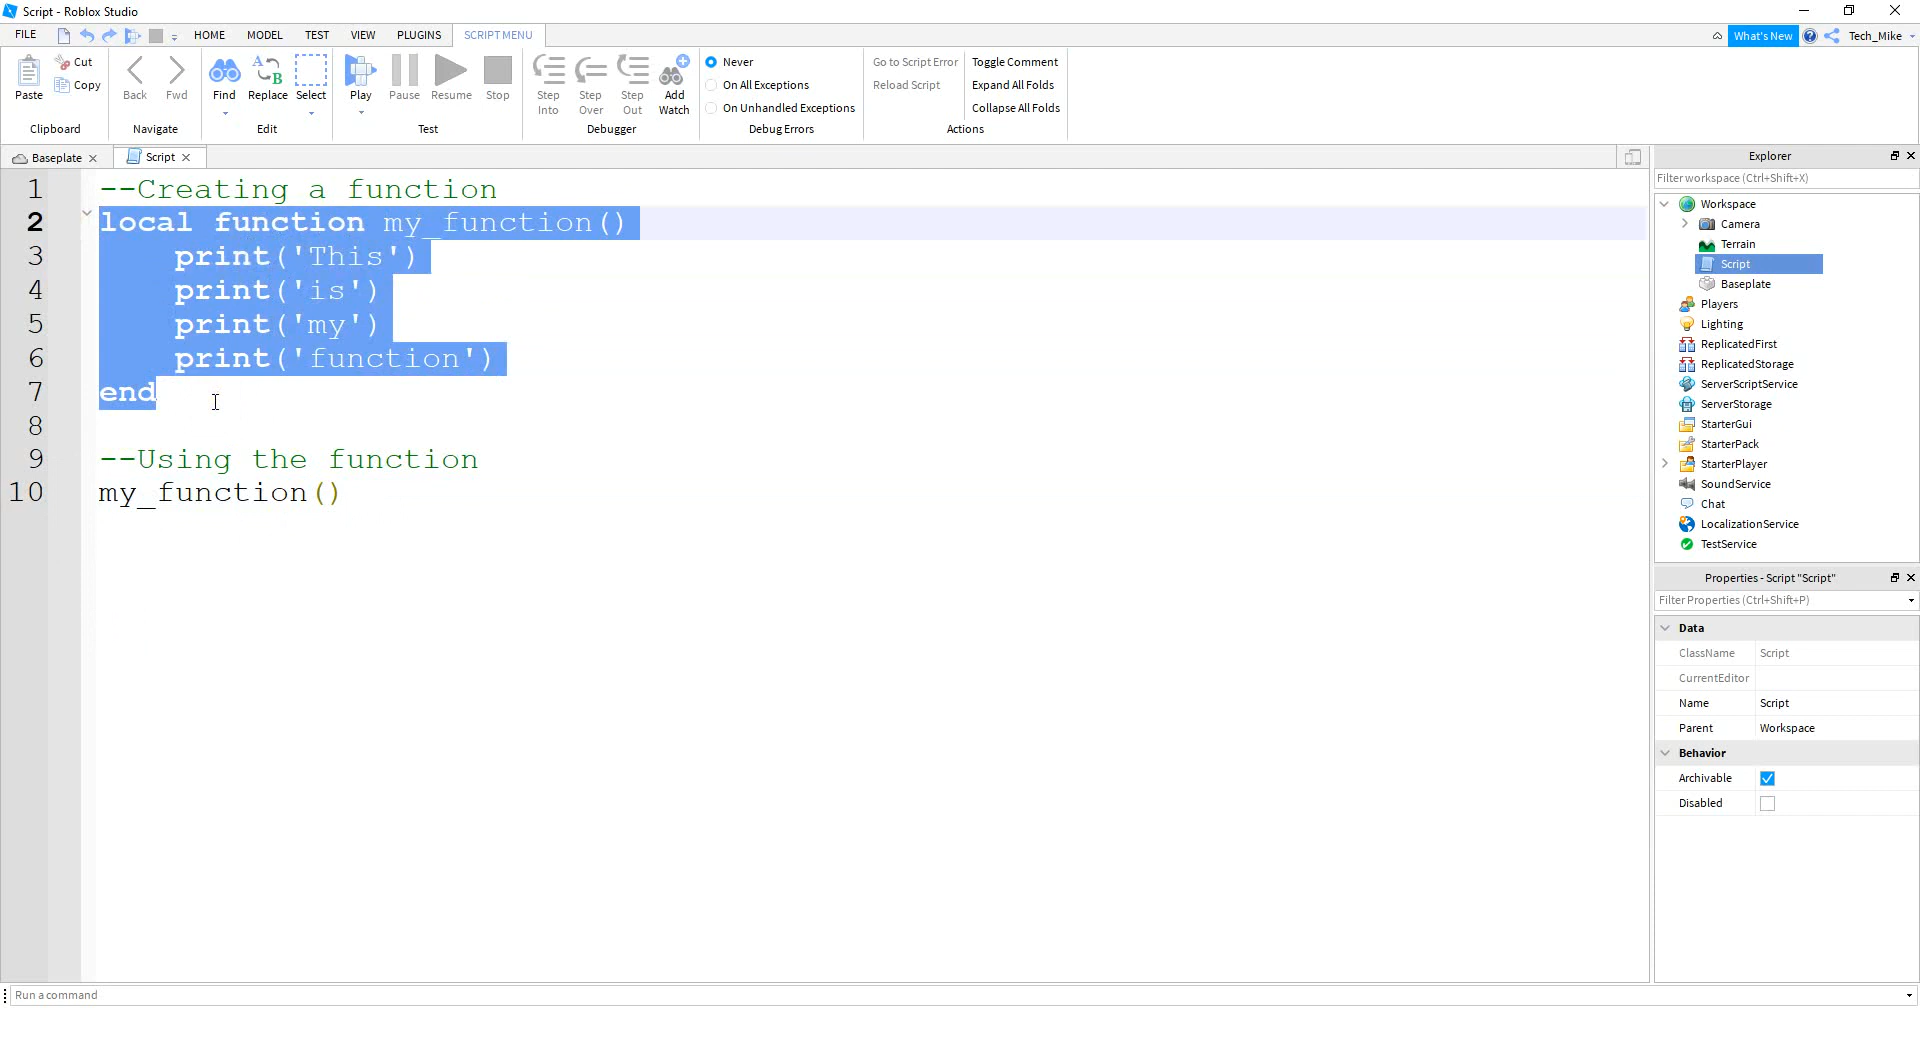 Script - Roblox Studio
FILE HOME MODEL TEST VIEW PLUGINS SCRIPT MENU What's New Tech_Mike
Paste Cut Copy
Clipboard
Back Fwd
Navigate
Find Replace Select
Edit
Play Pause Resume Stop
Test
Step Into Step Over Step Out Add Watch
Debugger
Never
On All Exceptions
On Unhandled Exceptions
Debug Errors
Go to Script Error
Reload Script
Toggle Comment
Expand All Folds
Collapse All Folds
Actions
Baseplate Script
1 --Creating a function
2 local function my_function()
3 print('This')
4 print('is')
5 print('my')
6 print('function')
7 end
8
9 --Using the function
10 my_function()
Run a command
Explorer
Filter workspace (Ctrl+Shift+X)
Workspace
Camera
Terrain
Script
Baseplate
Players
Lighting
ReplicatedFirst
ReplicatedStorage
ServerScriptService
ServerStorage
StarterGui
StarterPack
StarterPlayer
SoundService
Chat
LocalizationService
TestService
Properties - Script "Script"
Filter Properties (Ctrl+Shift+P)
Data
ClassName Script
CurrentEditor
Name Script
Parent Workspace
Behavior
Archivable
Disabled